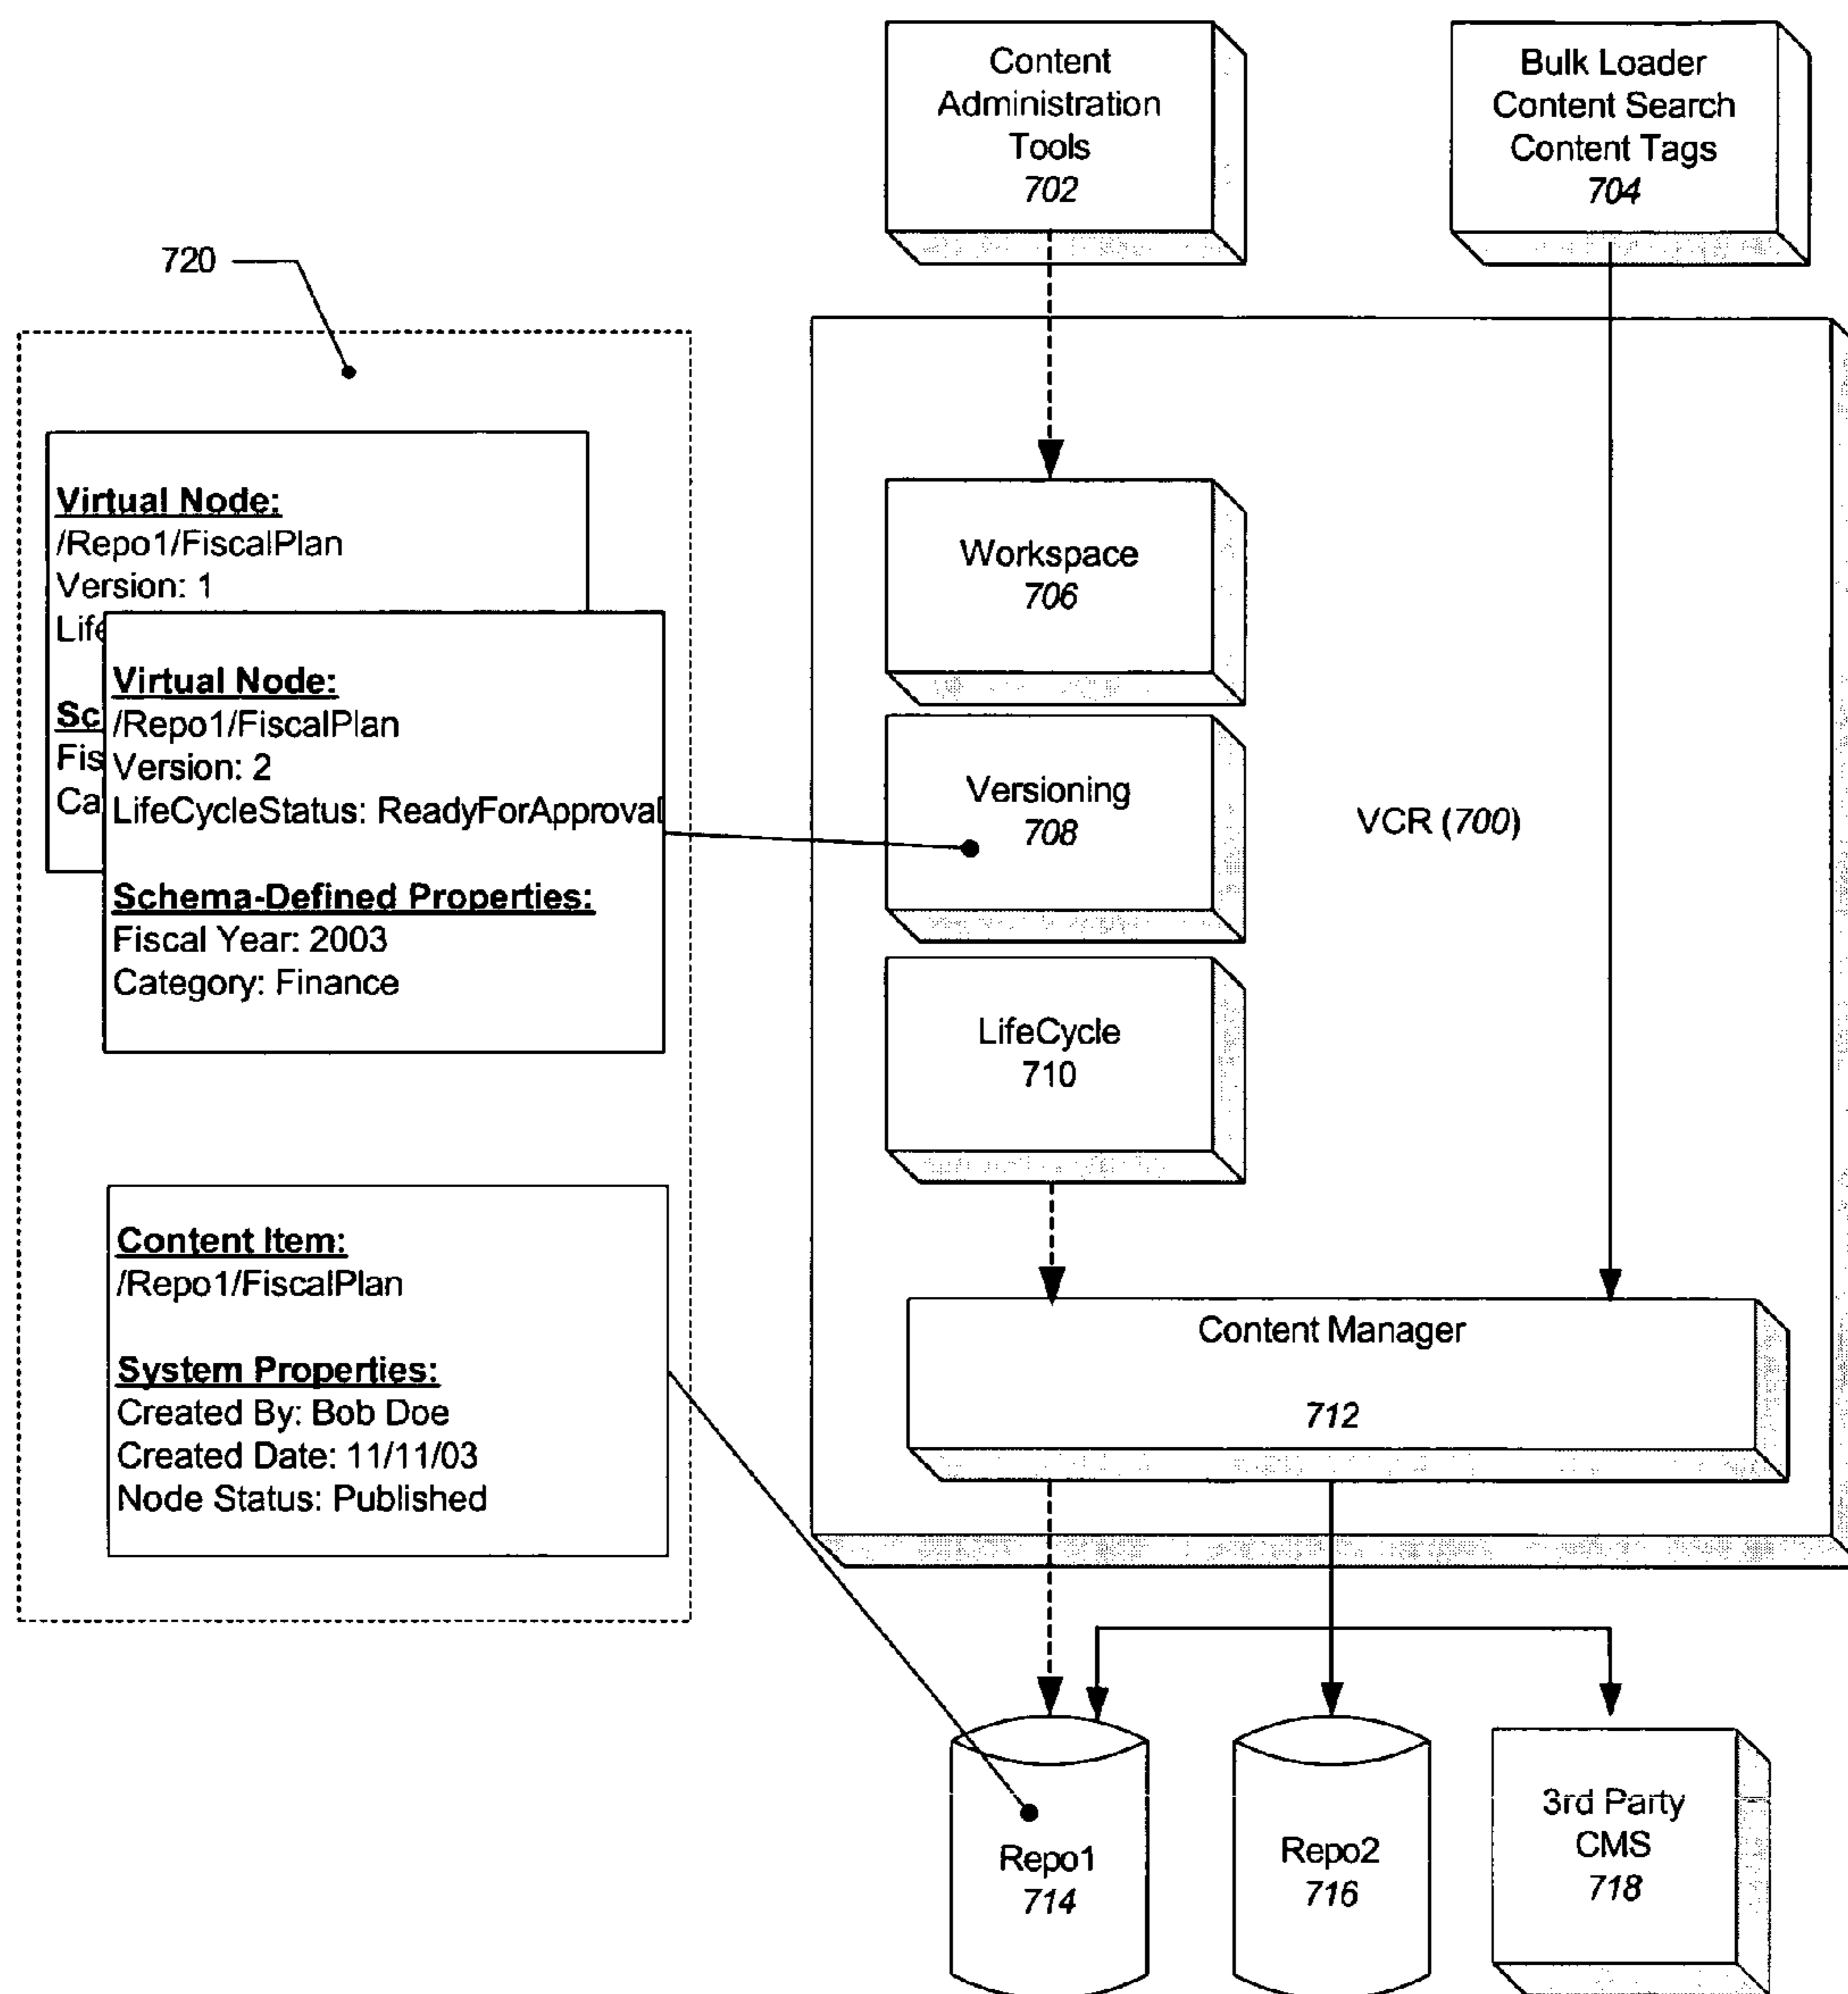 Content
Administration
Tools
702
Bulk Loader
Content Search
Content Tags
704
720
Virtual Node:
/Repo1/FiscalPlan
Version: 1
Life
Sc
Fis
Ca
Virtual Node:
/Repo1/FiscalPlan
Version: 2
LifeCycleStatus: ReadyForApproval
Schema-Defined Properties:
Fiscal Year: 2003
Category: Finance
Content Item:
/Repo1/FiscalPlan
System Properties:
Created By: Bob Doe
Created Date: 11/11/03
Node Status: Published
Workspace
706
Versioning
708
LifeCycle
710
VCR (700)
Content Manager
712
Repo1
714
Repo2
716
3rd Party
CMS
718